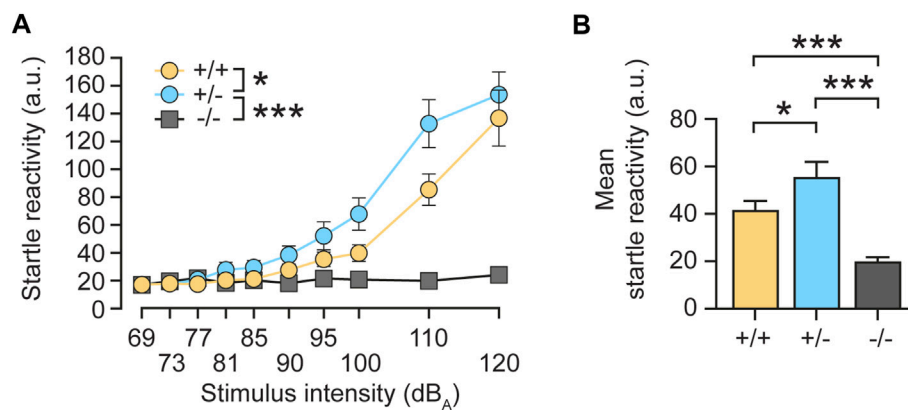 A
Startle reactivity (a.u.)
180
160
140
120
100
80
60
40
20
0
+/+
+/-
-/-
*
***
69 77 85 95 110
73 81 90 100 120
Stimulus intensity (dBA)
B
***
* ***
Mean
startle reactivity (a.u.)
80
60
40
20
0
+/+ +/- -/-